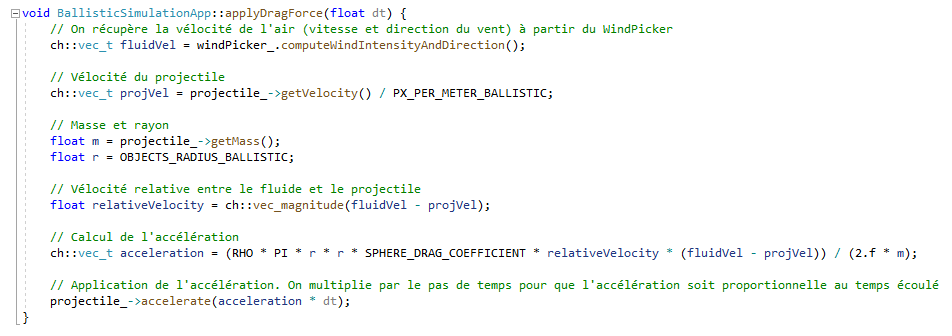 void BallisticSimulationApp::applyDragForce(float dt) {
// On récupère la vélocité de l'air (vitesse et direction du vent) à partir du WindPicker
ch::vec_t fluidVel = windPicker_.computeWindIntensityAndDirection();
// Vélocité du projectile
ch::vec_t projVel = projectile_->getVelocity() / PX_PER_METER_BALLISTIC;
// Masse et rayon
float m = projectile_->getMass();
float r = OBJECTS_RADIUS_BALLISTIC;
// Vélocité relative entre le fluide et le projectile
float relativeVelocity = ch::vec_magnitude(fluidVel - projVel);
// Calcul de l'accélération
ch::vec_t acceleration = (RHO * PI * r * r * SPHERE_DRAG_COEFFICIENT * relativeVelocity * (fluidVel - projVel)) / (2.f * m);
// Application de l'accélération. On multiplie par le pas de temps pour que l'accélération soit proportionnelle au temps écoulé
projectile_->accelerate(acceleration * dt);
}